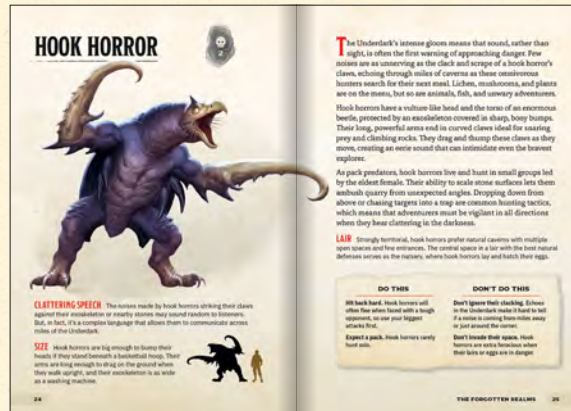 HOOK HORROR
2
CLATTERING SPEECH The noises made by hook horrors striking their claws
against their exoskeleton or nearby stones may sound random to listeners.
But, in fact, it's a complex language that allows them to communicate across
miles of the Underdark.
SIZE Hook horrors are big enough to bump their
heads if they stand beneath a basketball hoop. Their
arms are long enough to drag on the ground when
they walk upright, and their exoskeleton is as wide
as a washing machine.
24
The Underdark's intense gloom means that sound, rather than
sight, is often the first warning of approaching danger. Few
noises are as unnerving as the clack and scrape of a hook horror's
claws, echoing through miles of caverns as these omnivorous
hunters search for their next meal. Lichen, mushrooms, and plants
are on the menu, but so are animals, fish, and unwary adventurers.
Hook horrors have a vulture-like head and the torso of an enormous
beetle, protected by an exoskeleton covered in sharp, bony bumps.
Their long, powerful arms end in curved claws ideal for snaring
prey and climbing rocks. They drag and thump these claws as they
move, creating an eerie sound that can intimidate even the bravest
explorer.
As pack predators, hook horrors live and hunt in small groups led
by the eldest female. Their ability to scale stone surfaces lets them
ambush quarry from unexpected angles. Dropping down from
above or chasing targets into a trap are common hunting tactics,
which means that adventurers must be vigilant in all directions
when they hear clattering in the darkness.
LAIR Strongly territorial, hook horrors prefer natural caverns with multiple
open spaces and fine entrances. The central space in a lair with the best natural
defenses serves as the nursery, where hook horrors lay and hatch their eggs.
DO THIS
Hit back hard. Hook horrors will
often flee when faced with a tough
opponent, so use your biggest
attacks first.
Expect a pack. Hook horrors rarely
hunt solo.
DON'T DO THIS
Don't ignore their clacking. Echoes
in the Underdark make it hard to tell
if a noise is coming from miles away
or just around the corner.
Don't invade their space. Hook
horrors are extra ferocious when
their lairs or eggs are in danger.
THE FORGOTTEN REALMS 25